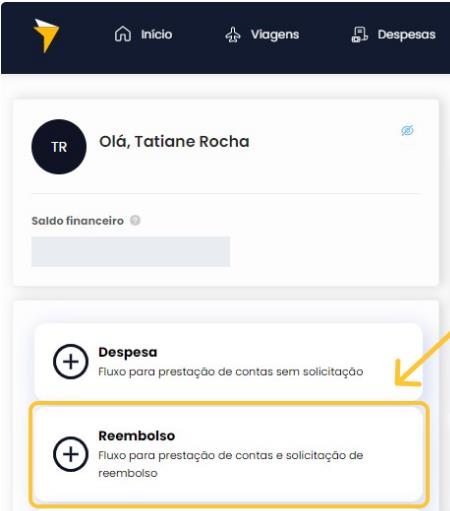 Início
Viagens
Despesas
TR
Olá, Tatiane Rocha
Saldo financeiro
Despesa
Fluxo para prestação de contas sem solicitação
Reembolso
Fluxo para prestação de contas e solicitação de
reembolso